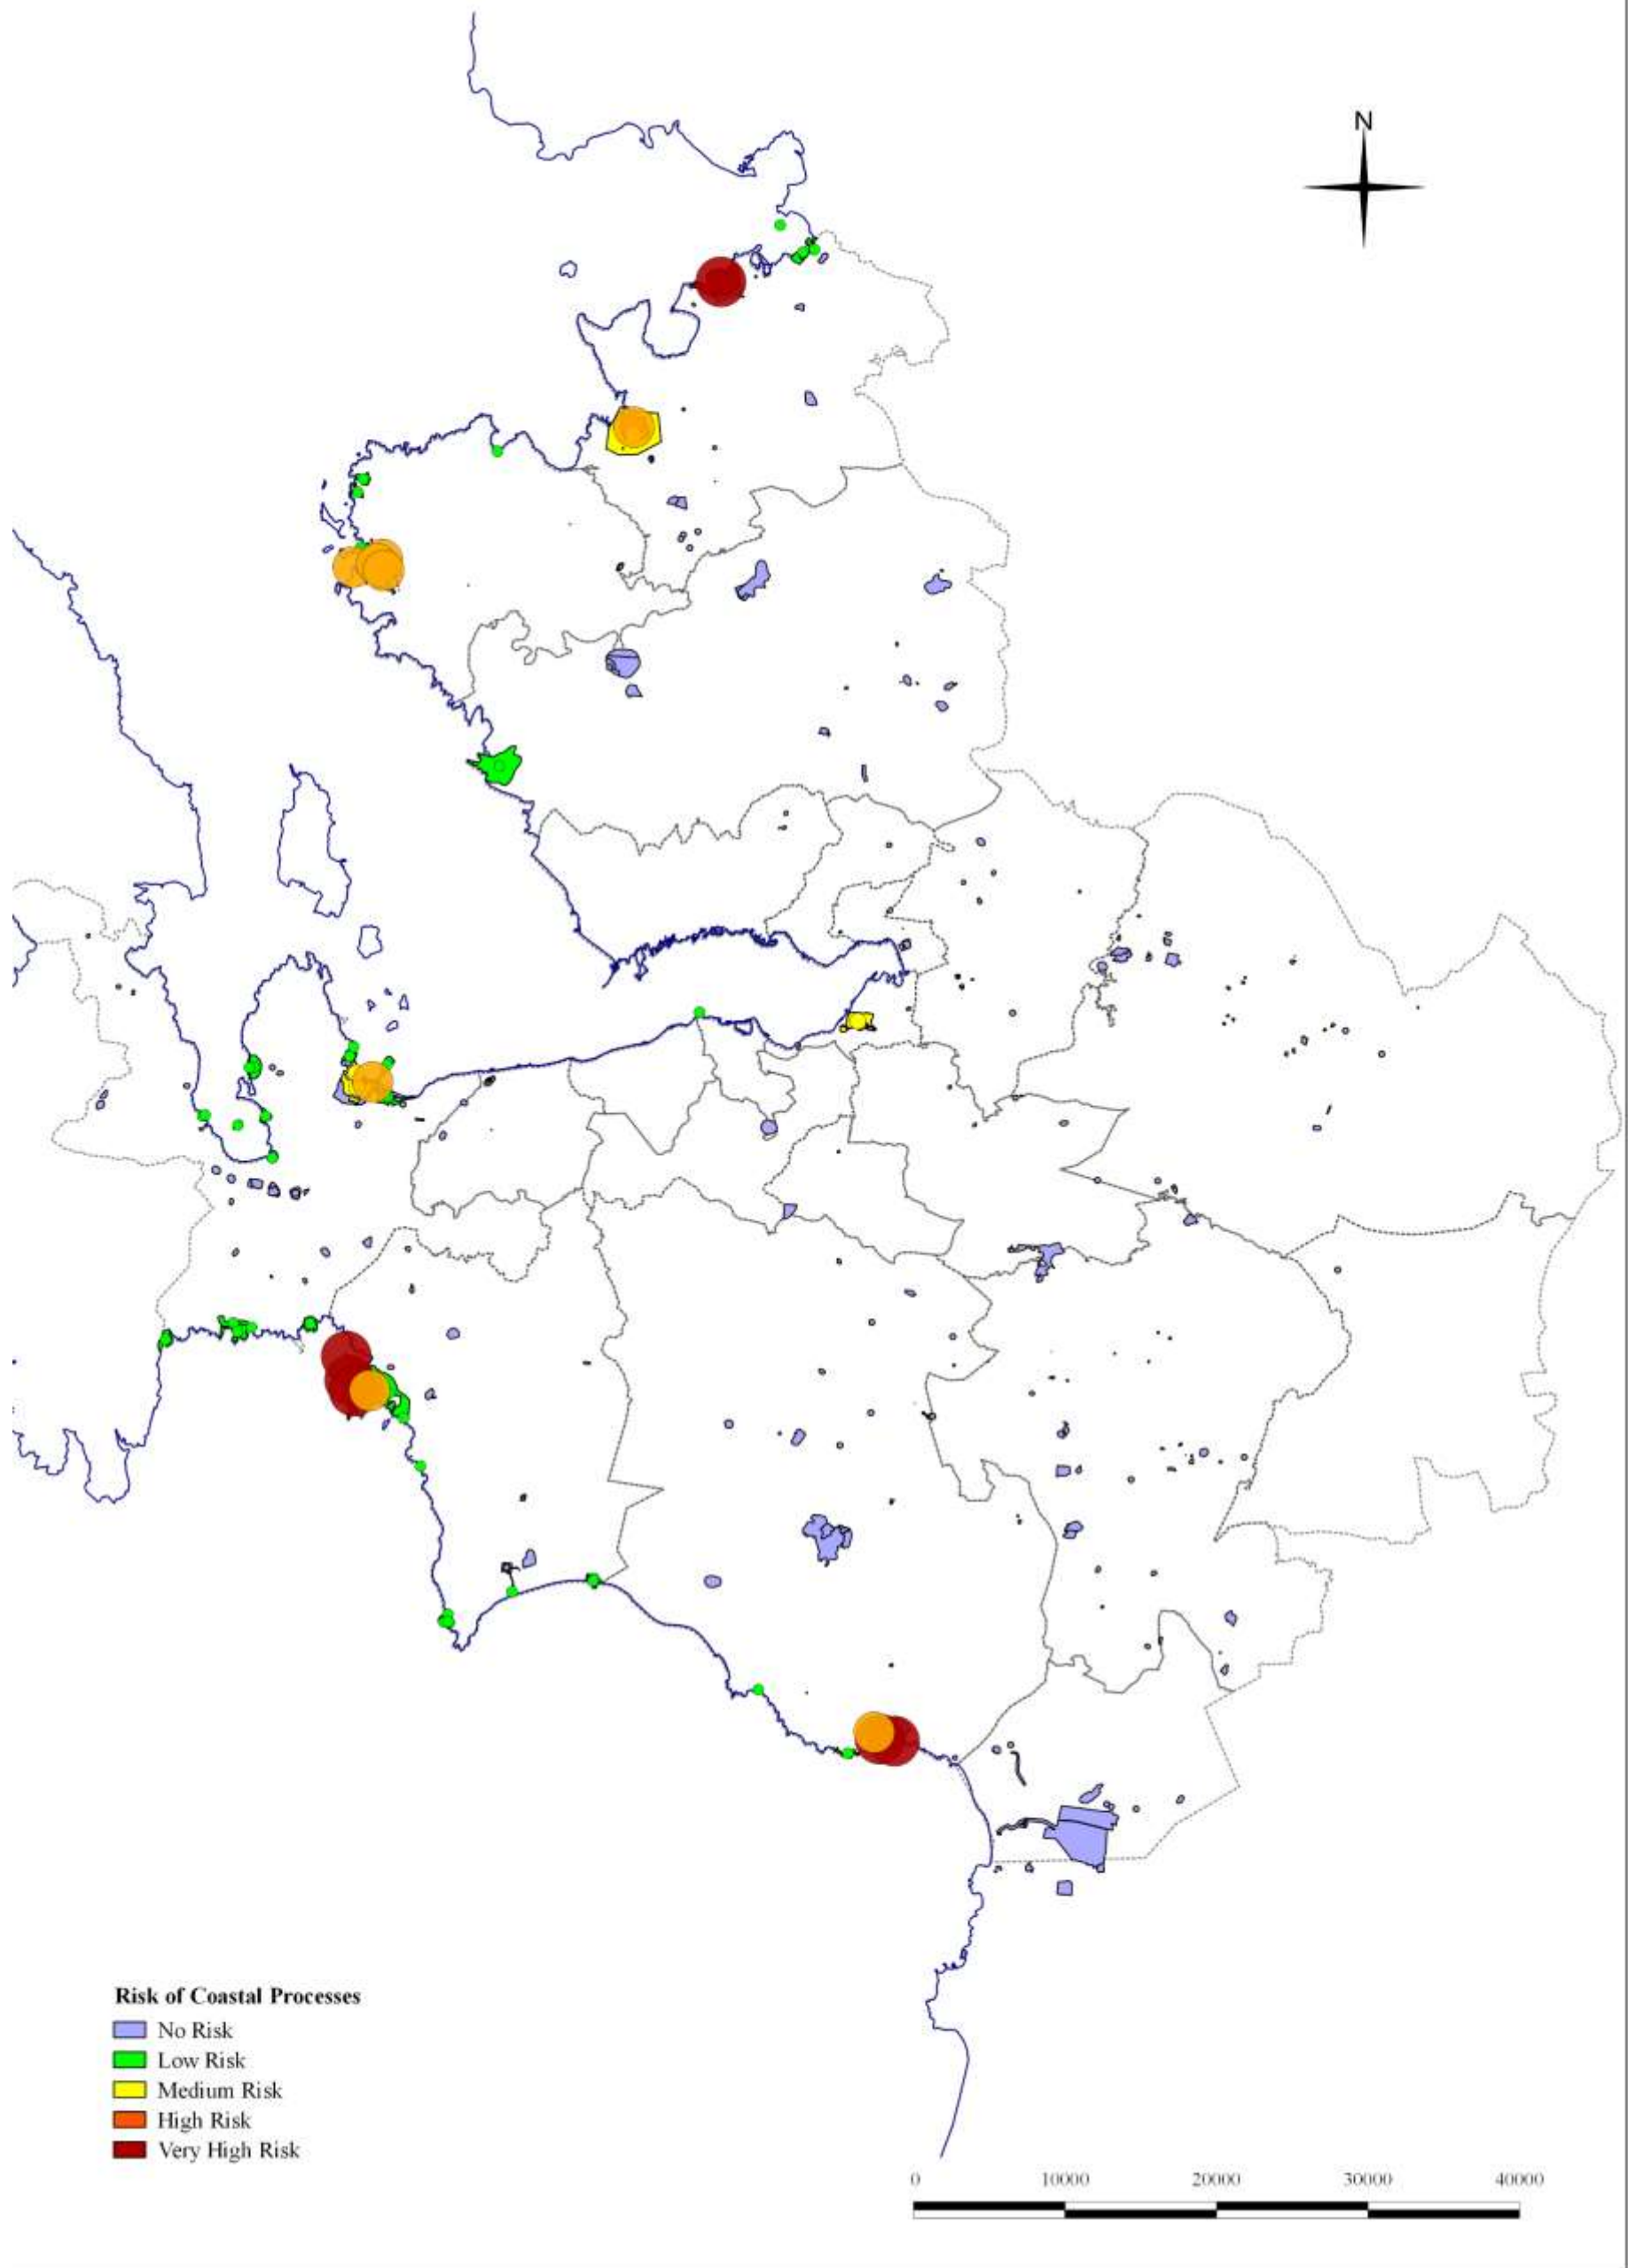 N
Risk of Coastal Processes
No Risk
Low Risk
Medium Risk
High Risk
Very High Risk
0 10000 20000 30000 40000